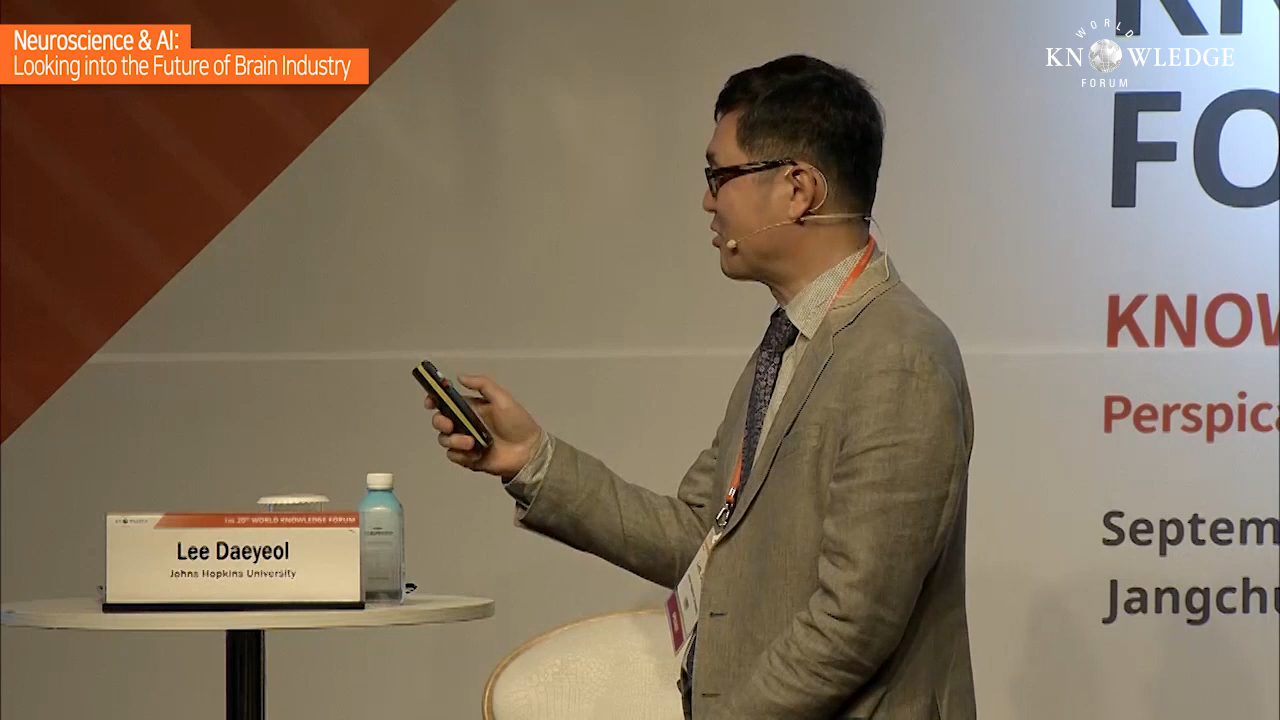 Neuroscience & AI:
Looking into the Future of Brain Industry
WORLD
KNOWLEDGE
FORUM
KN
FO
KNOW
Perspica
Septem
Jangchu
THE 20TH WORLD KNOWLEDGE FORUM
Lee Daeyeol
Johns Hopkins University